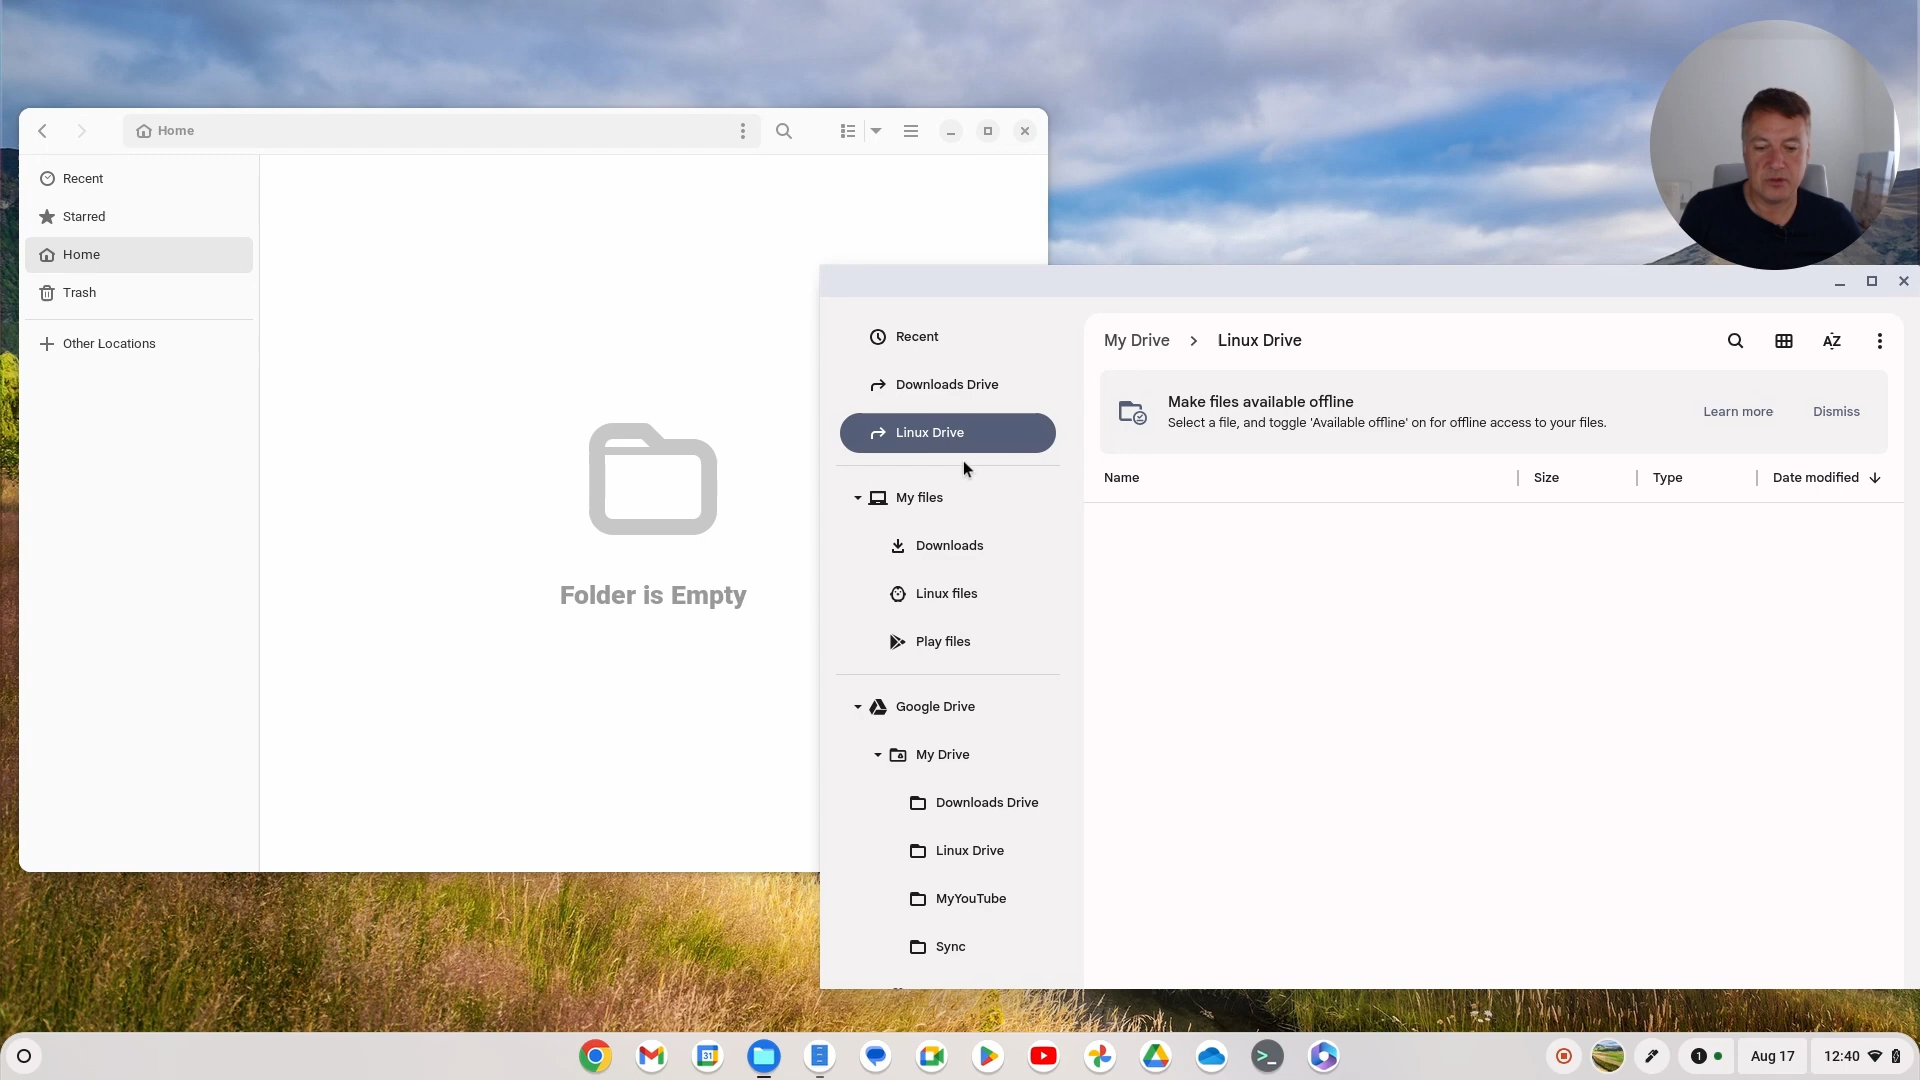 Home
Recent
Starred
Home
Trash
Other Locations
Folder is Empty
Recent
Downloads Drive
Linux Drive
My files
Downloads
Linux files
Play files
Google Drive
My Drive
Downloads Drive
Linux Drive
MyYouTube
Sync
My Drive > Linux Drive
AZ
Make files available offline
Select a file, and toggle 'Available offline' on for offline access to your files.
Learn more
Dismiss
Name Size Type Date modified
31
>_
1
Aug 17
12:40